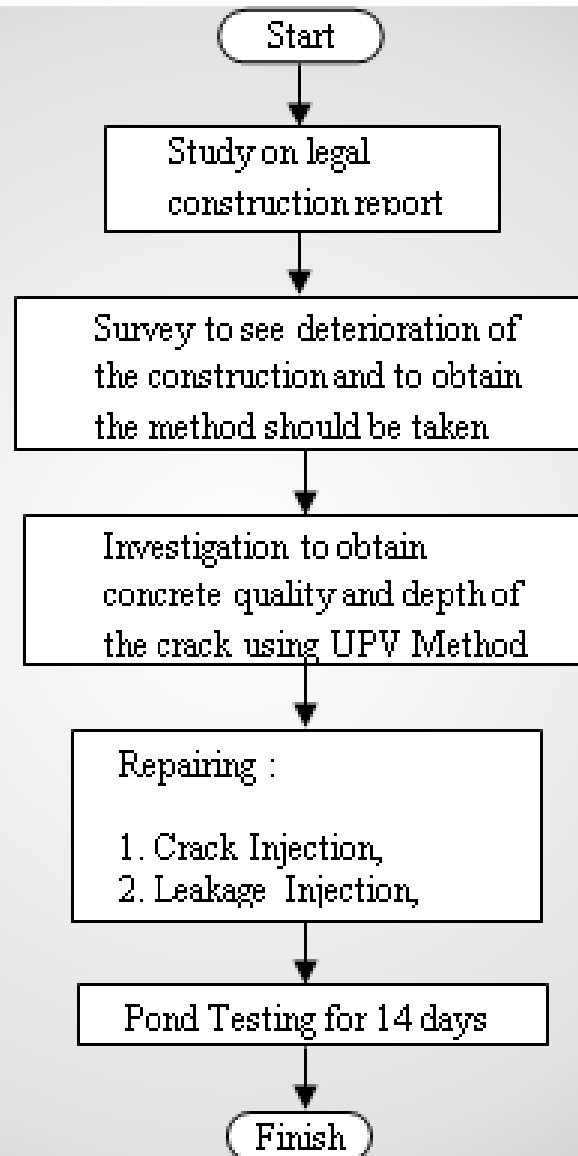 Start
Study on legal
construction report
Survey to see deterioration of
the construction and to obtain
the method should be taken
Investigation to obtain
concrete quality and depth of
the crack using UPV Method
Repairing :
1. Crack Injection,
2. Leakage Injection,
Pond Testing for 14 days
Finish